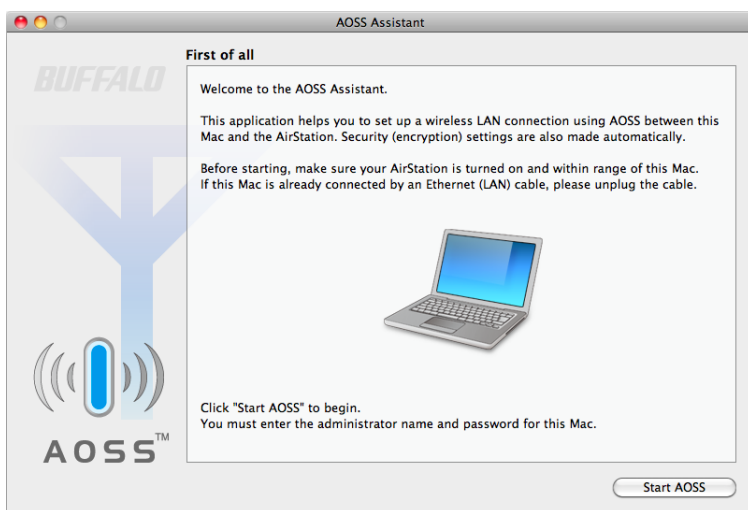 AOSS Assistant
First of all
BUFFALO
Welcome to the AOSS Assistant.
This application helps you to set up a wireless LAN connection using AOSS between this
Mac and the AirStation. Security (encryption) settings are also made automatically.
Before starting, make sure your AirStation is turned on and within range of this Mac.
If this Mac is already connected by an Ethernet (LAN) cable, please unplug the cable.
Click "Start AOSS" to begin.
You must enter the administrator name and password for this Mac.
AOSS™
Start AOSS